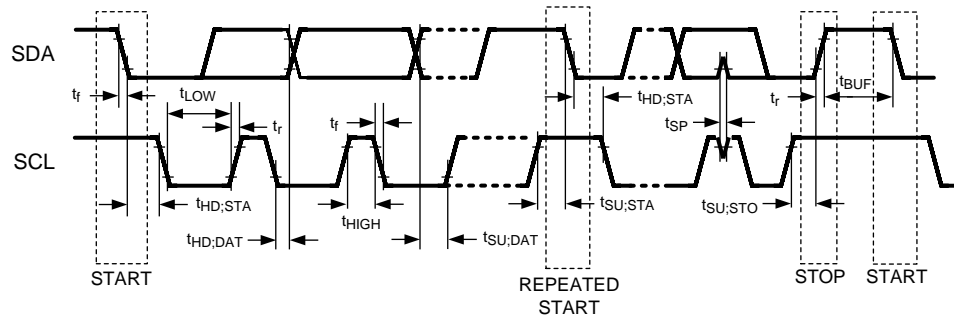 SDA
t_f
t_LOW
t_r
t_f
t_HD;STA
t_SP
t_r
t_BUF
SCL
t_HD;STA
t_HD;DAT
t_HIGH
t_SU;DAT
t_SU;STA
t_SU;STO
START
REPEATED
START
STOP
START